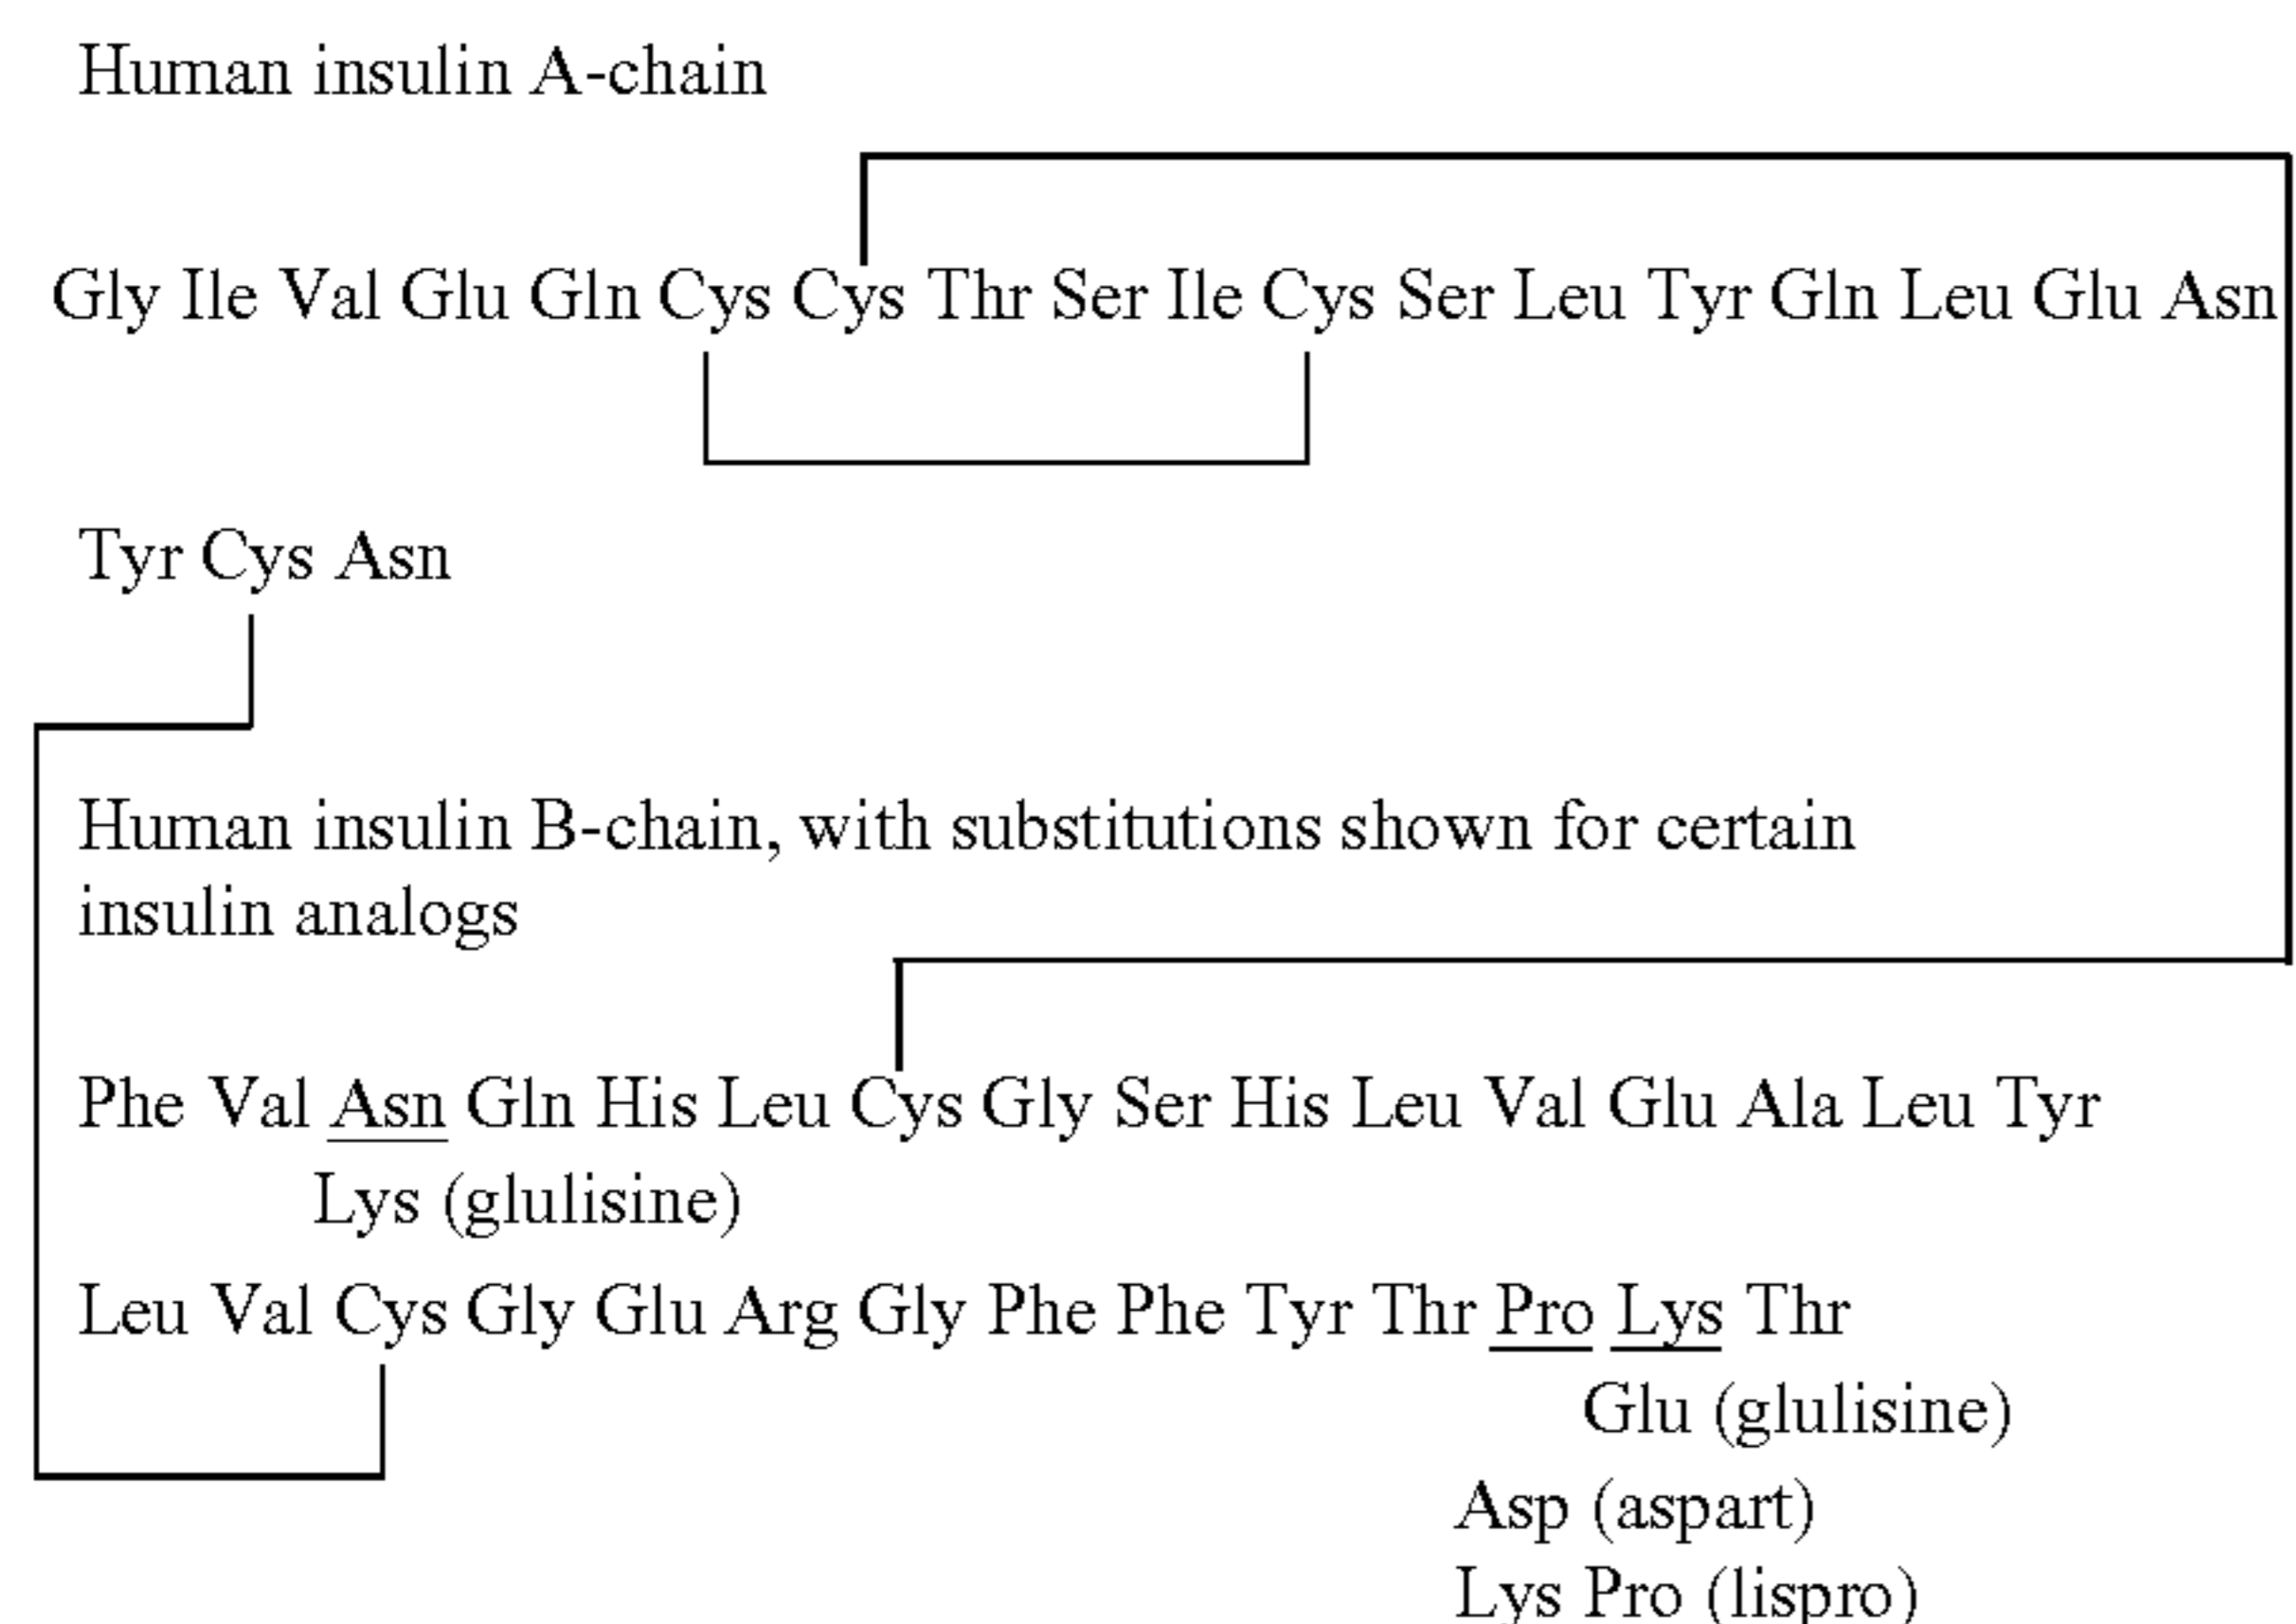 Human insulin A-chain
Gly Ile Val Glu Gln Cys Cys Thr Ser Ile Cys Ser Leu Tyr Gln Leu Glu Asn
Tyr Cys Asn
Human insulin B-chain, with substitutions shown for certain
insulin analogs
Phe Val Asn Gln His Leu Cys Gly Ser His Leu Val Glu Ala Leu Tyr
Lys (glulisine)
Leu Val Cys Gly Glu Arg Gly Phe Phe Tyr Thr Pro Lys Thr
Glu (glulisine)
Asp (aspart)
Lys Pro (lispro)